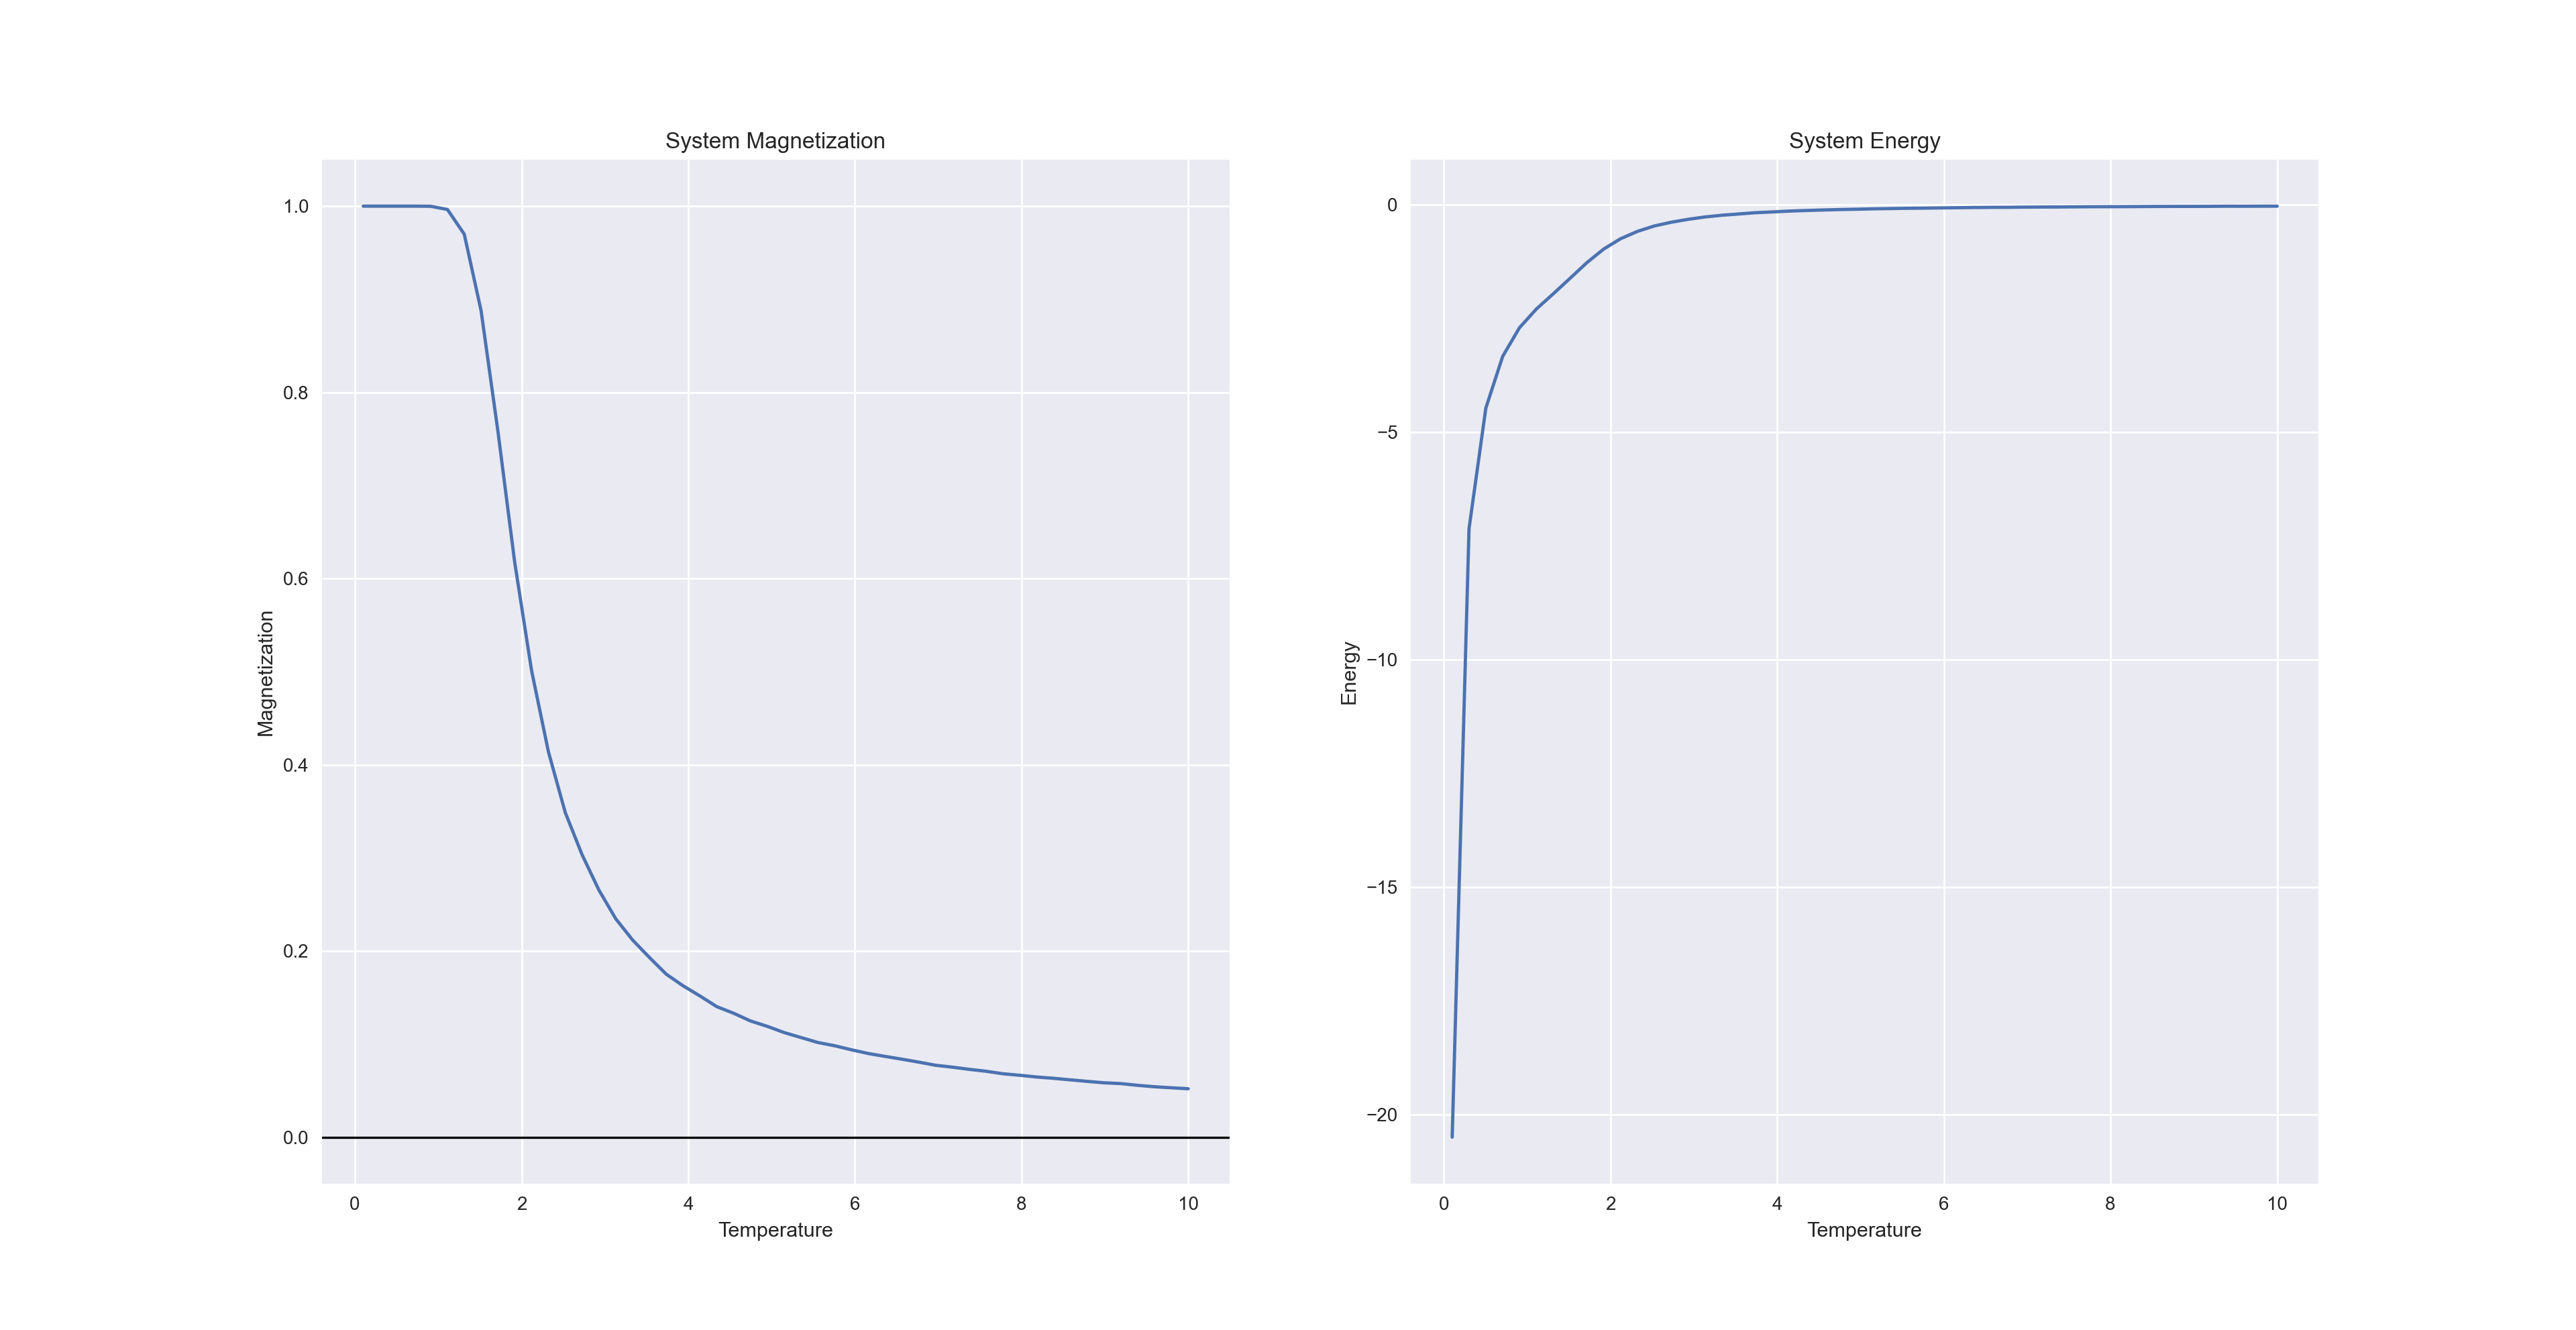 System Magnetization
1.0
0.8
0.6
0.4
0.2
0.0
Magnetization
0 2 4 6 8 10
Temperature
System Energy
0
−5
−10
−15
−20
Energy
0 2 4 6 8 10
Temperature